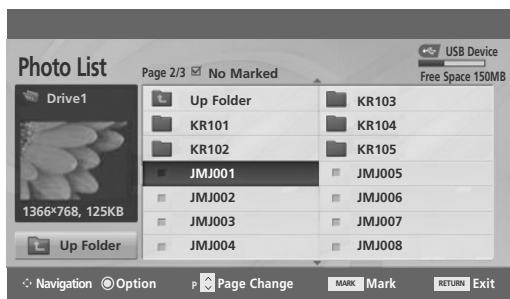 USB Device
Photo List
Page 2/3 No Marked
Free Space 150MB
Drive1
1366x768, 125KB
Up Folder
Up Folder
KR101
KR102
JMJ001
JMJ002
JMJ003
JMJ004
KR103
KR104
KR105
JMJ005
JMJ006
JMJ007
JMJ008
Navigation Option P Page Change MARK Mark RETURN Exit